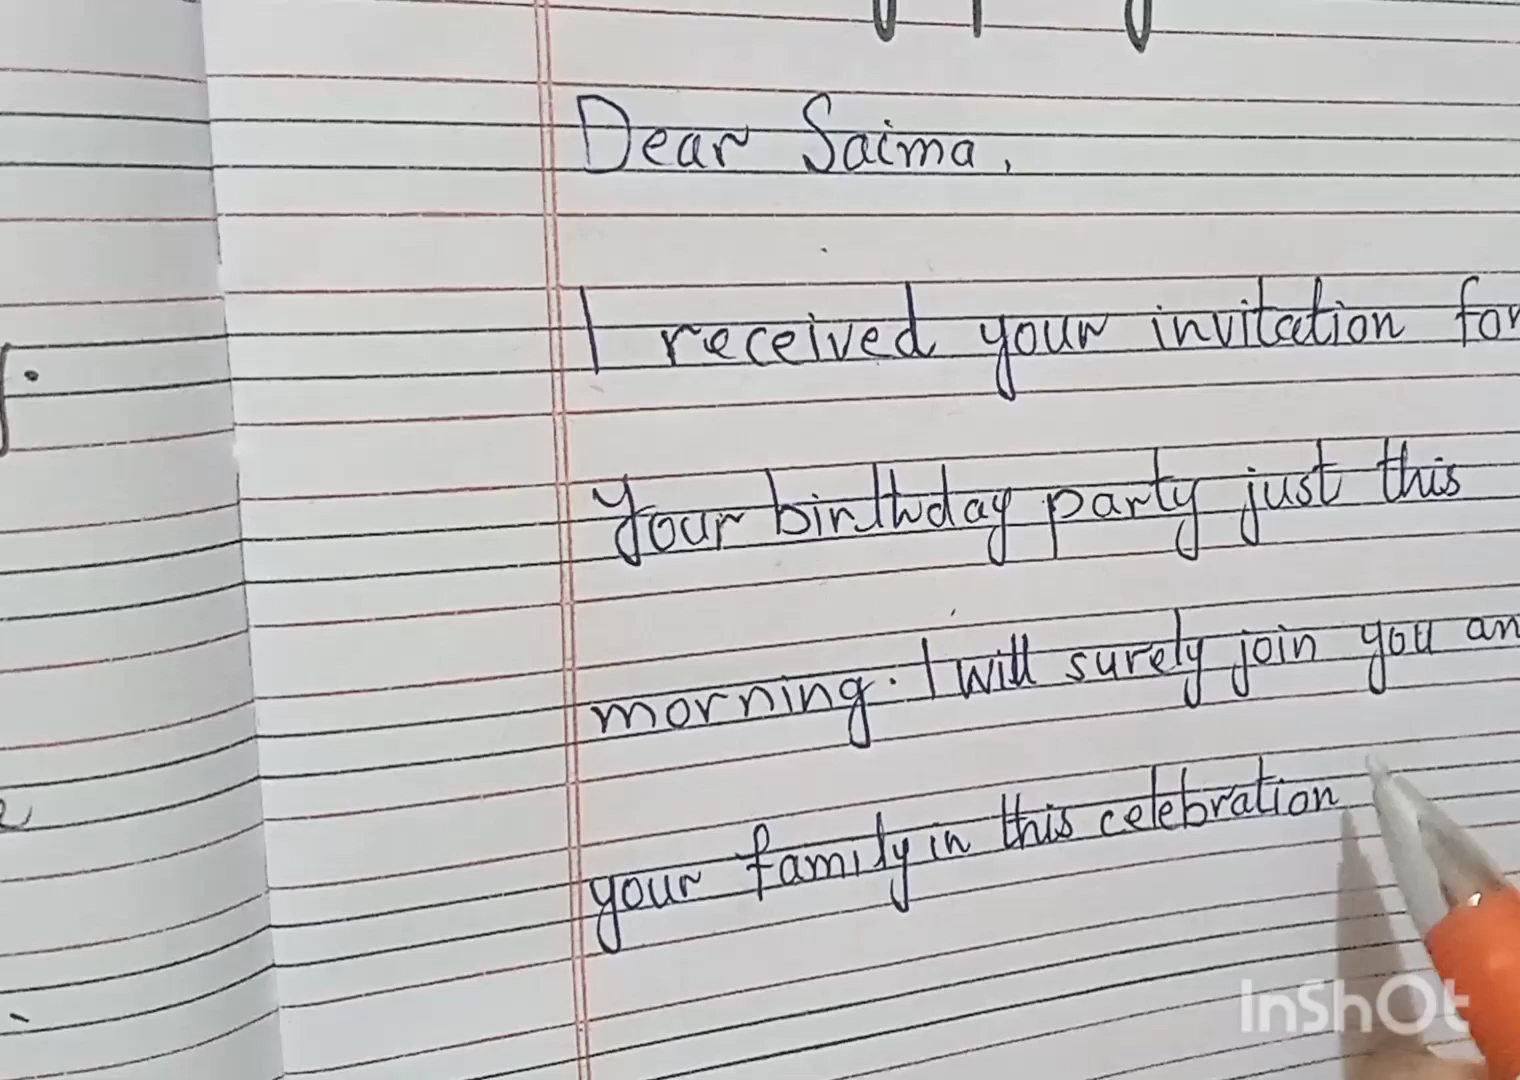 Dear Saima,
I received your invitation for
Your birthday party just this
morning. I will surely join you an
your family in this celebration
InShOt